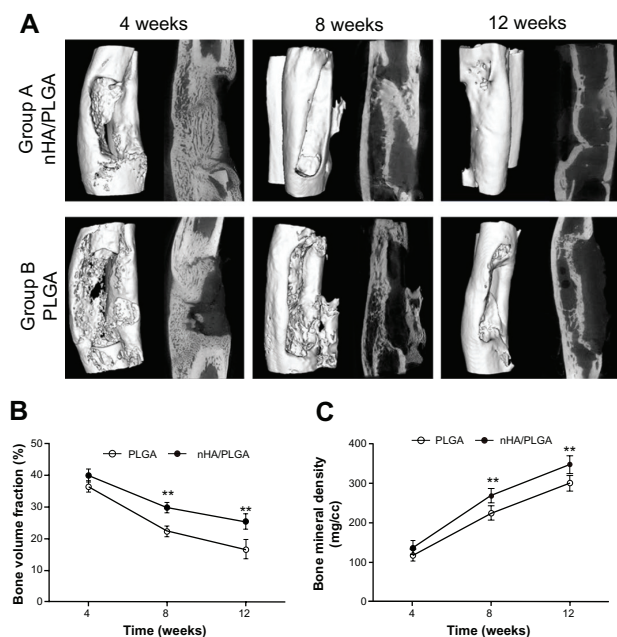 A
4 weeks
8 weeks
12 weeks
Group A
nHA/PLGA
Group B
PLGA
B
PLGA
nHA/PLGA
Bone volume fraction (%)
50
40
30
20
10
0
**
**
4
8
12
Time (weeks)
C
PLGA
nHA/PLGA
Bone mineral density
(mg/cc)
400
300
200
100
0
**
**
4
8
12
Time (weeks)